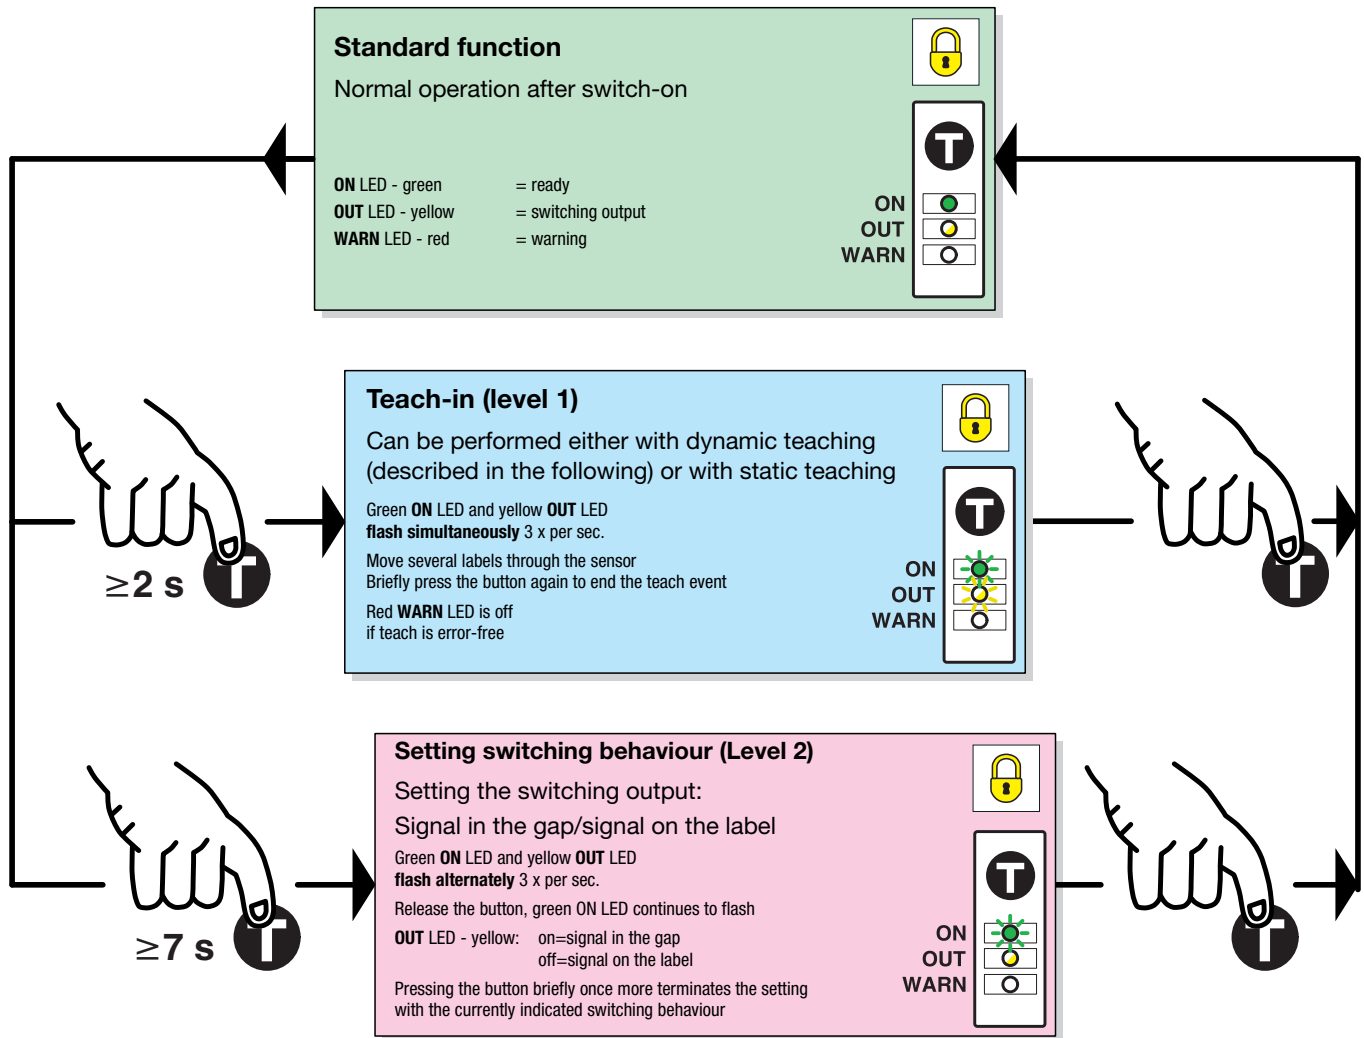 Standard function
Normal operation after switch-on
T
ON LED - green = ready
OUT LED - yellow = switching output
WARN LED - red = warning
ON
OUT
WARN
Teach-in (level 1)
Can be performed either with dynamic teaching
(described in the following) or with static teaching
Green ON LED and yellow OUT LED
flash simultaneously 3 x per sec.
Move several labels through the sensor
Briefly press the button again to end the teach event
Red WARN LED is off
if teach is error-free
T
ON
OUT
WARN
≥2 s
T
T
Setting switching behaviour (Level 2)
Setting the switching output:
Signal in the gap/signal on the label
Green ON LED and yellow OUT LED
flash alternately 3 x per sec.
Release the button, green ON LED continues to flash
OUT LED - yellow: on=signal in the gap
off=signal on the label
Pressing the button briefly once more terminates the setting
with the currently indicated switching behaviour
T
ON
OUT
WARN
≥7 s
T
T